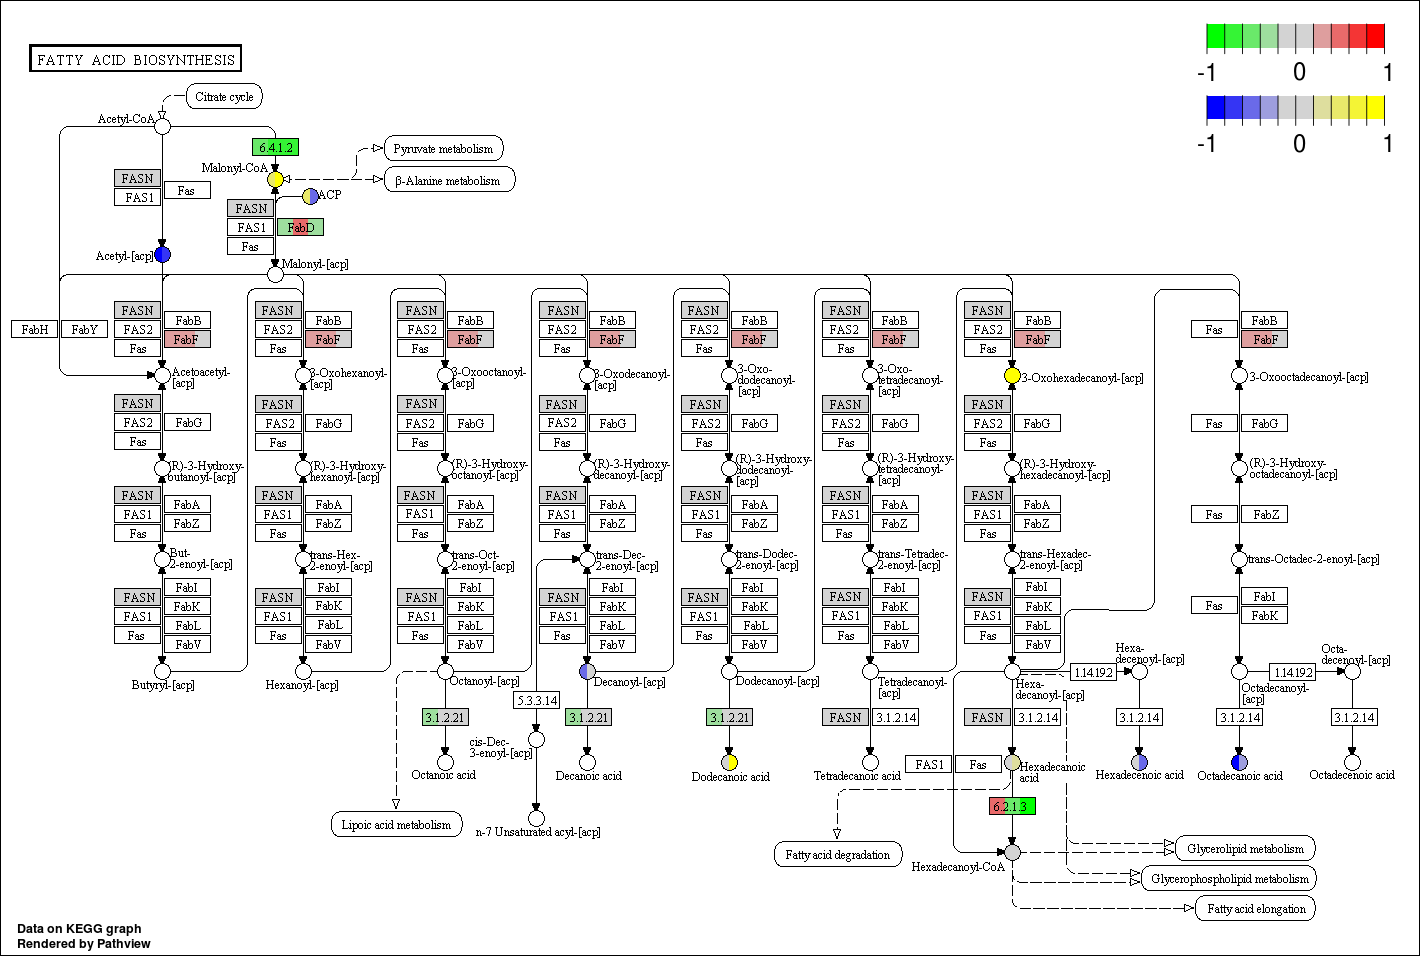 FATTY ACID BIOSYNTHESIS
-1 0 1
-1 0 1
Citrate cycle
Acetyl-CoA
6.4.1.2
Pyruvate metabolism
Malonyl-CoA
β-Alanine metabolism
FASN
Fas
FAS1
ACP
FASN
FAS1 FabD
Fas
Acetyl-[acp]
Malonyl-[acp]
FASN FASN FASN FASN FASN FASN FASN
FabB FabB FabB FabB FabB FabB FabB FabB
FabH FabY FAS2 FAS2 FAS2 FAS2 FAS2 FAS2 FAS2 Fas
FabF FabF FabF FabF FabF FabF FabF FabF
Fas Fas Fas Fas Fas Fas Fas
Acetoacetyl-
[acp]
3-Oxohexanoyl-
[acp]
3-Oxooctanoyl-
[acp]
3-Oxodecanoyl-
[acp]
3-Oxo-
dodecanoyl-
[acp]
3-Oxo-
tetradecanoyl-
[acp]
3-Oxohexadecanoyl-[acp]
3-Oxooctadecanoyl-[acp]
FASN FASN FASN FASN FASN FASN FASN
FAS2 FabG FAS2 FabG FAS2 FabG FAS2 FabG FAS2 FabG FAS2 FabG FAS2 FabG Fas FabG
Fas Fas Fas Fas Fas Fas Fas
(R)-3-Hydroxy-
butanoyl-[acp]
(R)-3-Hydroxy-
hexanoyl-[acp]
(R)-3-Hydroxy-
octanoyl-[acp]
(R)-3-Hydroxy-
decanoyl-[acp]
(R)-3-Hydroxy-
dodecanoyl-
[acp]
(R)-3-Hydroxy-
tetradecanoyl-
[acp]
(R)-3-Hydroxy-
hexadecanoyl-[acp]
(R)-3-Hydroxy-
octadecanoyl-[acp]
FASN FASN FASN FASN FASN FASN FASN
FabA FabA FabA FabA FabA FabA FabA
FAS1 FAS1 FAS1 FAS1 FAS1 FAS1 FAS1 Fas FabZ
FabZ FabZ FabZ FabZ FabZ FabZ FabZ
Fas Fas Fas Fas Fas Fas Fas
But-
2-enoyl-[acp]
trans-Hex-
2-enoyl-[acp]
trans-Oct-
2-enoyl-[acp]
trans-Dec-
2-enoyl-[acp]
trans-Dodec-
2-enoyl-[acp]
trans-Tetradec-
2-enoyl-[acp]
trans-Hexadec-
2-enoyl-[acp]
trans-Octadec-2-enoyl-[acp]
FabI FabI FabI FabI FabI FabI FabI FabI
FASN FASN FASN FASN FASN FASN FASN Fas
FabK FabK FabK FabK FabK FabK FabK FabK
FAS1 FAS1 FAS1 FAS1 FAS1 FAS1 FAS1
FabL FabL FabL FabL FabL FabL FabL
Fas Fas Fas Fas Fas Fas Fas
FabV FabV FabV FabV FabV FabV FabV
Butyryl-[acp]
Hexanoyl-[acp]
Octanoyl-[acp]
Decanoyl-[acp]
Dodecanoyl-[acp]
Tetradecanoyl-
[acp]
Hexa-
decanoyl-[acp]
1.14.19.2
Hexa-
decenoyl-[acp]
Octadecanoyl-
[acp]
1.14.19.2
Octa-
decenoyl-[acp]
5.3.3.14
3.1.2.21 3.1.2.21 3.1.2.21 FASN 3.1.2.14 FASN 3.1.2.14 3.1.2.14 3.1.2.14 3.1.2.14
cis-Dec-
3-enoyl-[acp]
FAS1 Fas
Octanoic acid
Decanoic acid
Dodecanoic acid
Tetradecanoic acid
Hexadecanoic
acid
Hexadecenoic acid
Octadecanoic acid
Octadecenoic acid
6.2.1.3
Lipoic acid metabolism
n-7 Unsaturated acyl-[acp]
Fatty acid degradation
Hexadecanoyl-CoA
Glycerolipid metabolism
Glycerophospholipid metabolism
Fatty acid elongation
Data on KEGG graph
Rendered by Pathview